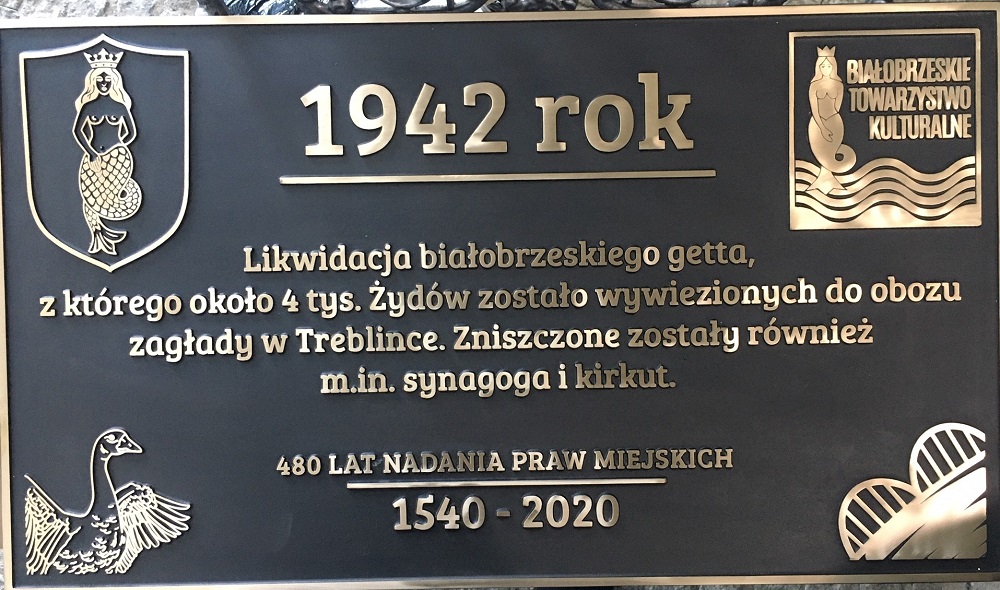 1942 rok
BIAŁOBRZESKIE
TOWARZYSTWO
KULTURALNE
Likwidacja białobrzeskiego getta,
z którego około 4 tys. Żydów zostało wywiezionych do obozu
zagłady w Treblince. Zniszczone zostały również
m.in. synagoga i kirkut.
480 LAT NADANIA PRAW MIEJSKICH
1540 - 2020